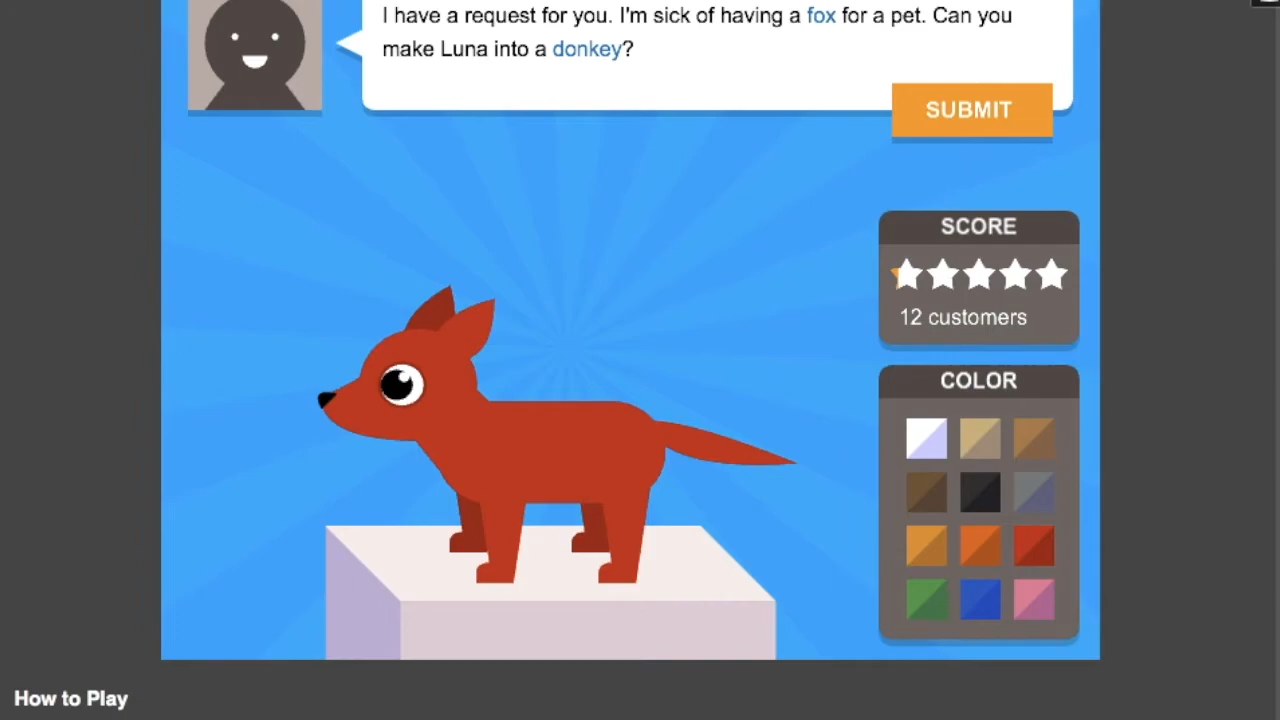 I have a request for you. I'm sick of having a fox for a pet. Can you
make Luna into a donkey?
SUBMIT
SCORE
12 customers
COLOR
How to Play